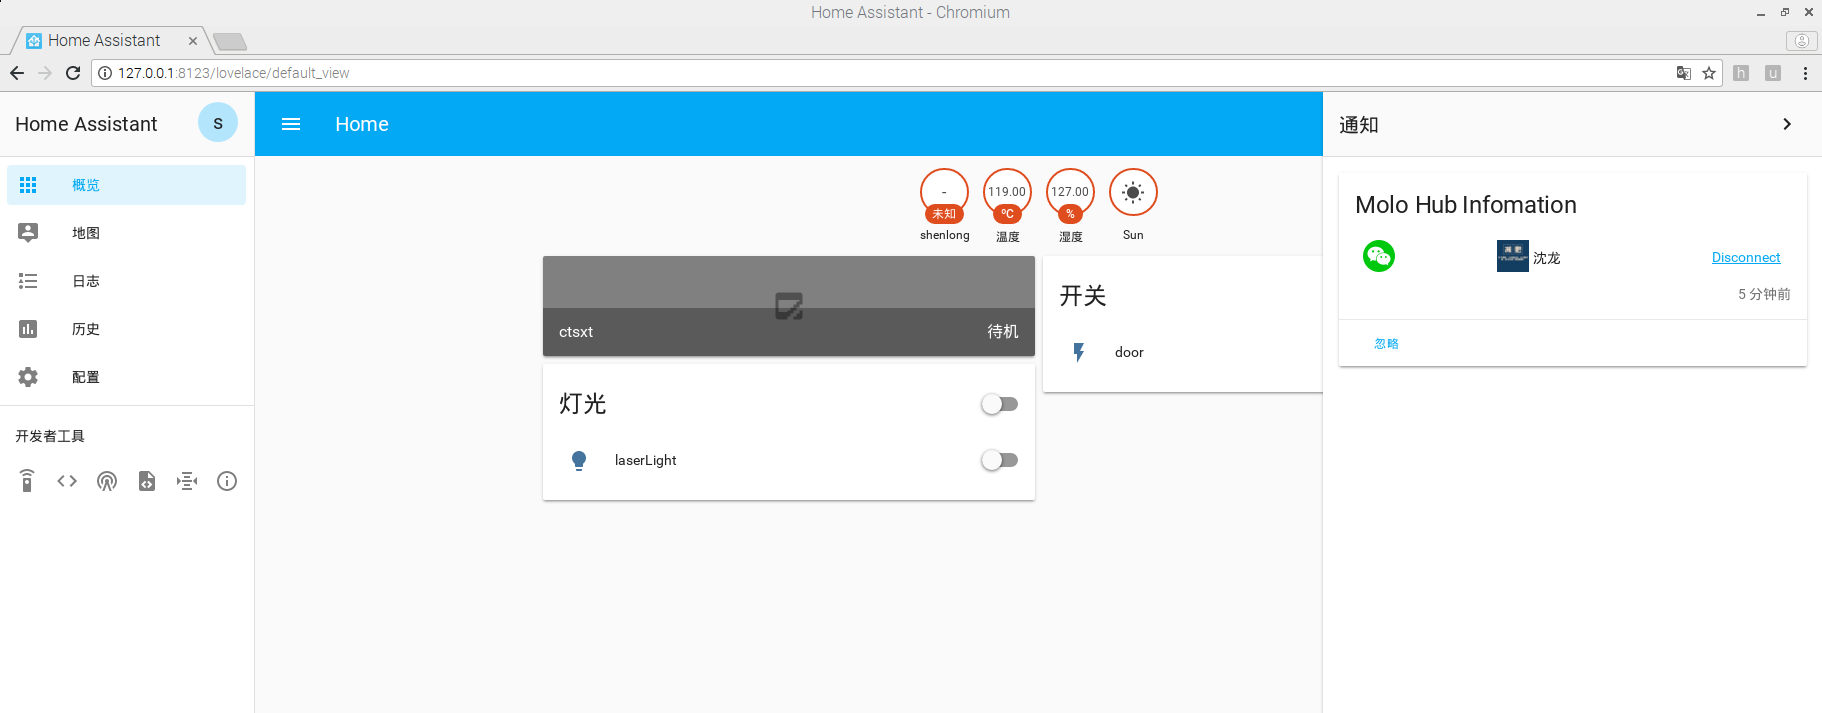 Home Assistant - Chromium
Home Assistant
127.0.0.1:8123/lovelace/default_view
h u
Home Assistant
s
Home
通知
概览
地图
日志
历史
配置
开发者工具
-
未知
shenlong
119.00
ºC
温度
127.00
%
湿度
Sun
ctsxt
待机
灯光
laserLight
开关
door
Molo Hub Infomation
沈龙
Disconnect
5 分钟前
忽略